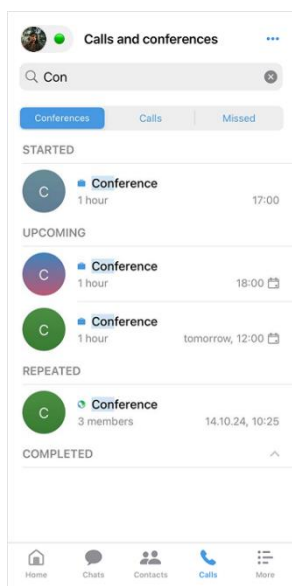 Calls and conferences
Con
Conferences Calls Missed
STARTED
C Conference
1 hour 17:00
UPCOMING
C Conference
1 hour 18:00
C Conference
1 hour tomorrow, 12:00
REPEATED
C Conference
3 members 14.10.24, 10:25
COMPLETED
Home Chats Contacts Calls More